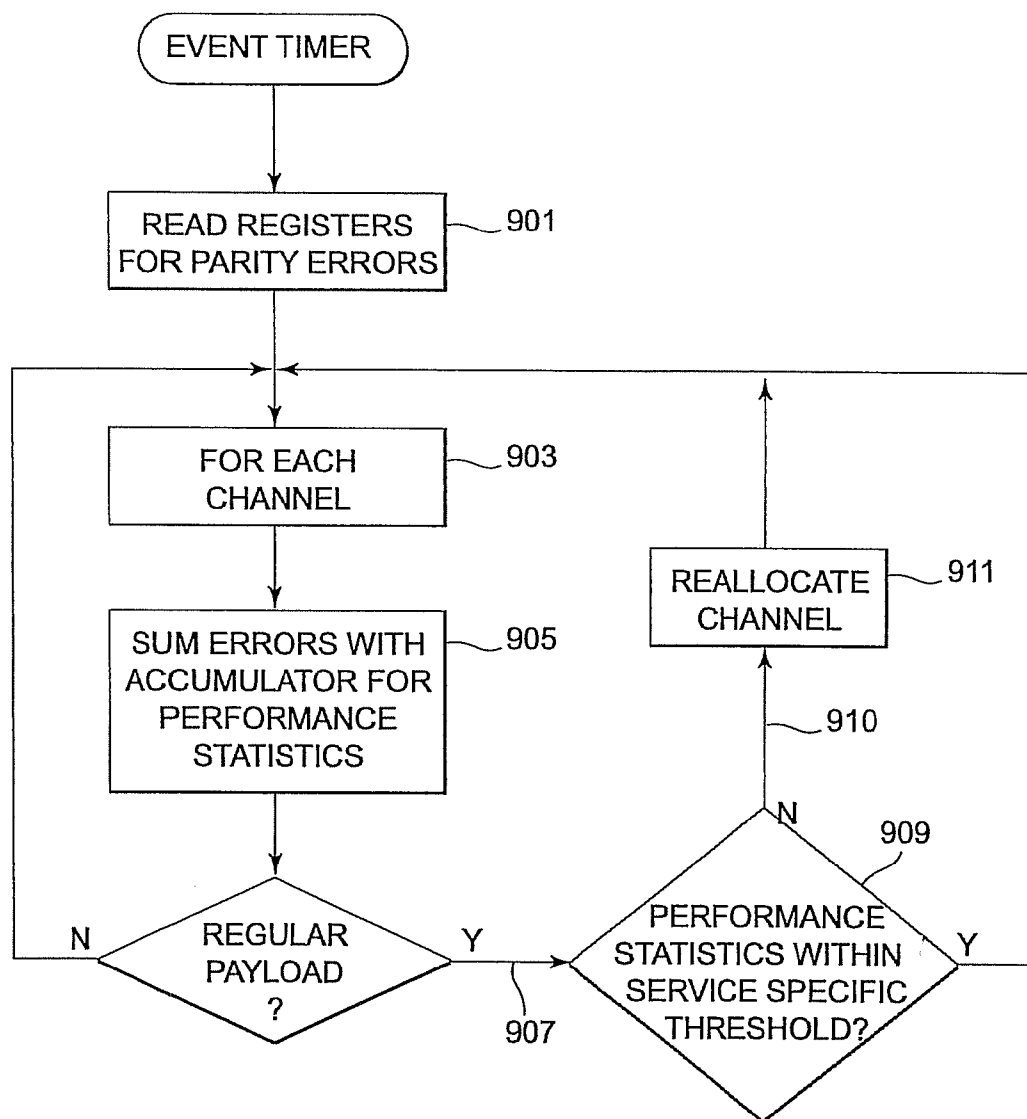 EVENT TIMER
READ REGISTERS
FOR PARITY ERRORS
901
FOR EACH
CHANNEL
903
SUM ERRORS WITH
ACCUMULATOR FOR
PERFORMANCE
STATISTICS
905
REALLOCATE
CHANNEL
911
910
N
REGULAR
PAYLOAD
?
Y
907
N
909
PERFORMANCE
STATISTICS WITHIN
SERVICE SPECIFIC
THRESHOLD?
Y